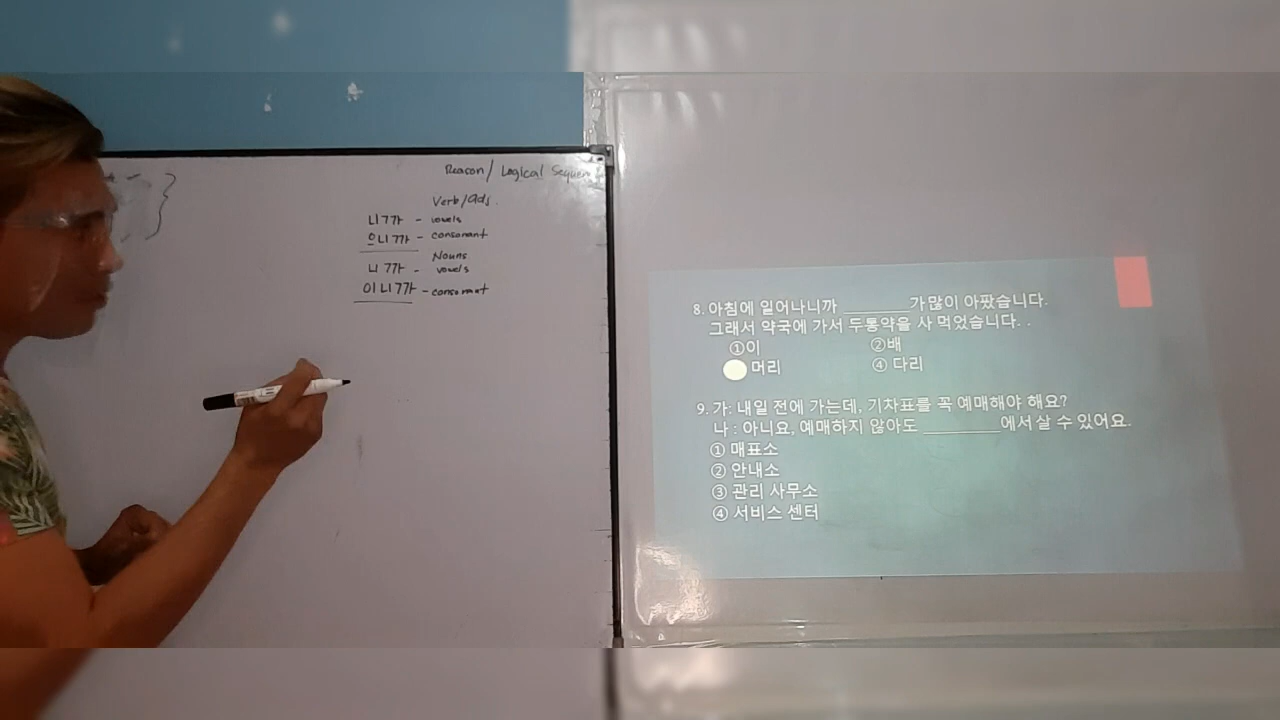 Reason / Logical Sequen
Verb/Adj.
니까 - vowels
으니까 - consonant
Nouns
니까 - vowels
이니까 - consonant
8. 아침에 일어나니까 ________가 많이 아팠습니다.
그래서 약국에 가서 두통약을 사 먹었습니다. .
①이 ②배
머리 ④ 다리
9. 가: 내일 전에 가는데, 기차표를 꼭 예매해야 해요?
나 : 아니요, 예매하지 않아도 _________에서 살 수 있어요.
① 매표소
② 안내소
③ 관리 사무소
④ 서비스 센터